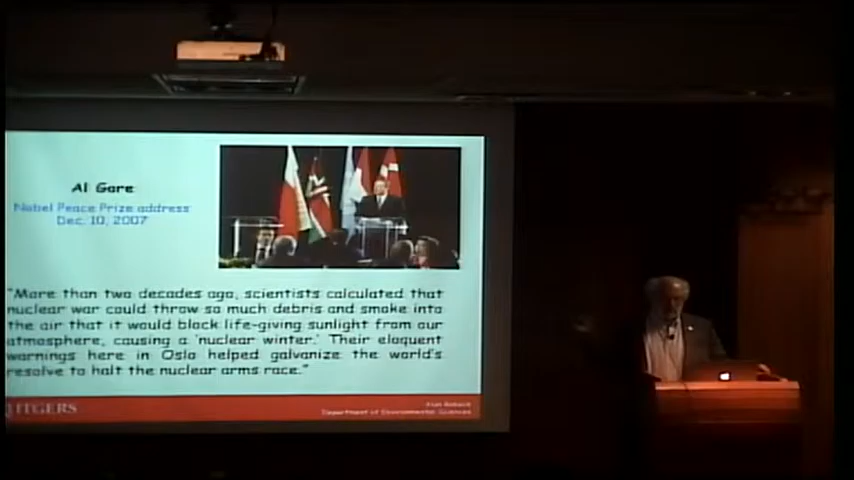 Al Gore
Nobel Peace Prize address
Dec. 10, 2007
"More than two decades ago, scientists calculated that
nuclear war could throw so much debris and smoke into
the air that it would block life-giving sunlight from our
atmosphere, causing a 'nuclear winter.' Their eloquent
warnings here in Oslo helped galvanize the world's
resolve to halt the nuclear arms race."
Alan Robock
RUTGERS
Department of Environmental Sciences